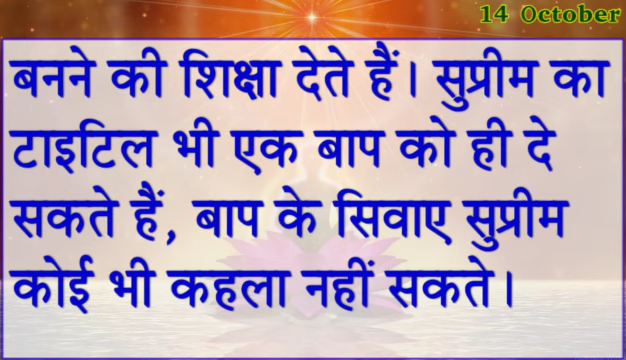 14 October
बनने की शिक्षा देते हैं। सुप्रीम का
टाइटिल भी एक बाप को ही दे
सकते हैं, बाप के सिवाए सुप्रीम
कोई भी कहला नहीं सकते।